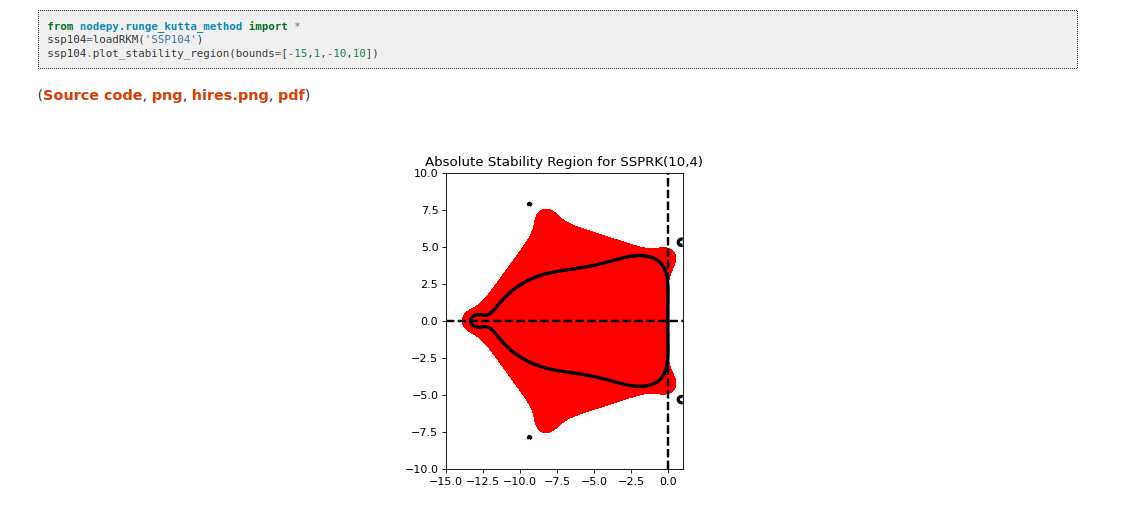 from nodepy.runge_kutta_method import *
ssp104=loadRKM('SSP104')
ssp104.plot_stability_region(bounds=[-15,1,-10,10])
(Source code, png, hires.png, pdf)
Absolute Stability Region for SSPRK(10,4)
10.0
7.5
5.0
2.5
0.0
−2.5
−5.0
−7.5
−10.0
−15.0 −12.5 −10.0 −7.5 −5.0 −2.5 0.0